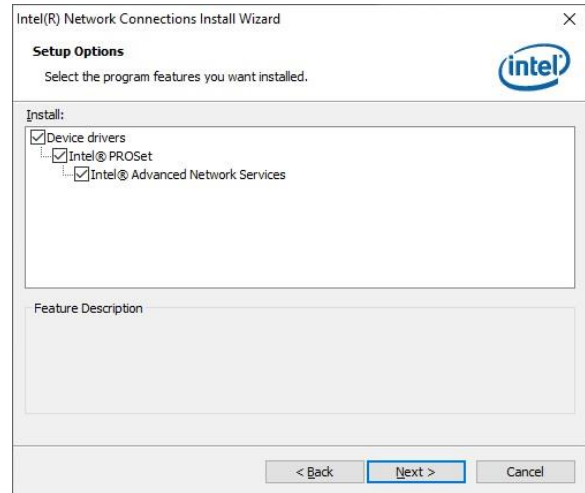 Intel(R) Network Connections Install Wizard
Setup Options
Select the program features you want installed.
intel
Install:
Device drivers
Intel® PROSet
Intel® Advanced Network Services
Feature Description
< Back
Next >
Cancel